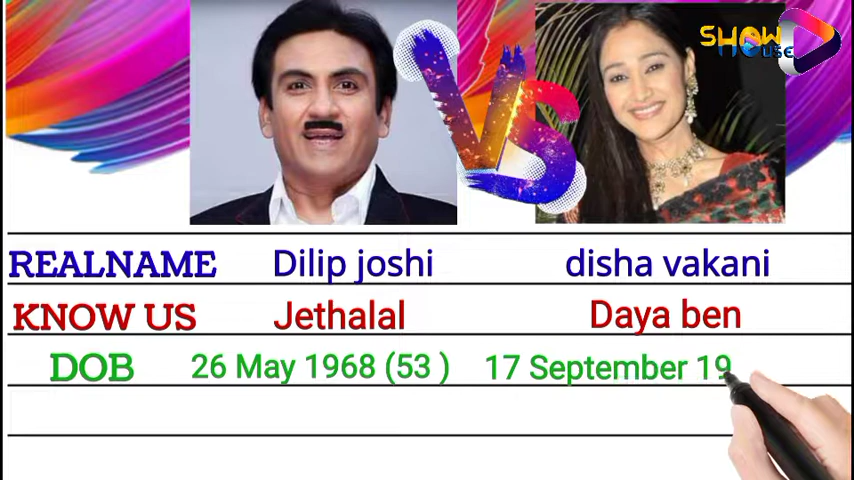 SHOW
HOUSE
VS
REALNAME Dilip joshi disha vakani
KNOW US Jethalal Daya ben
DOB 26 May 1968 (53 ) 17 September 19